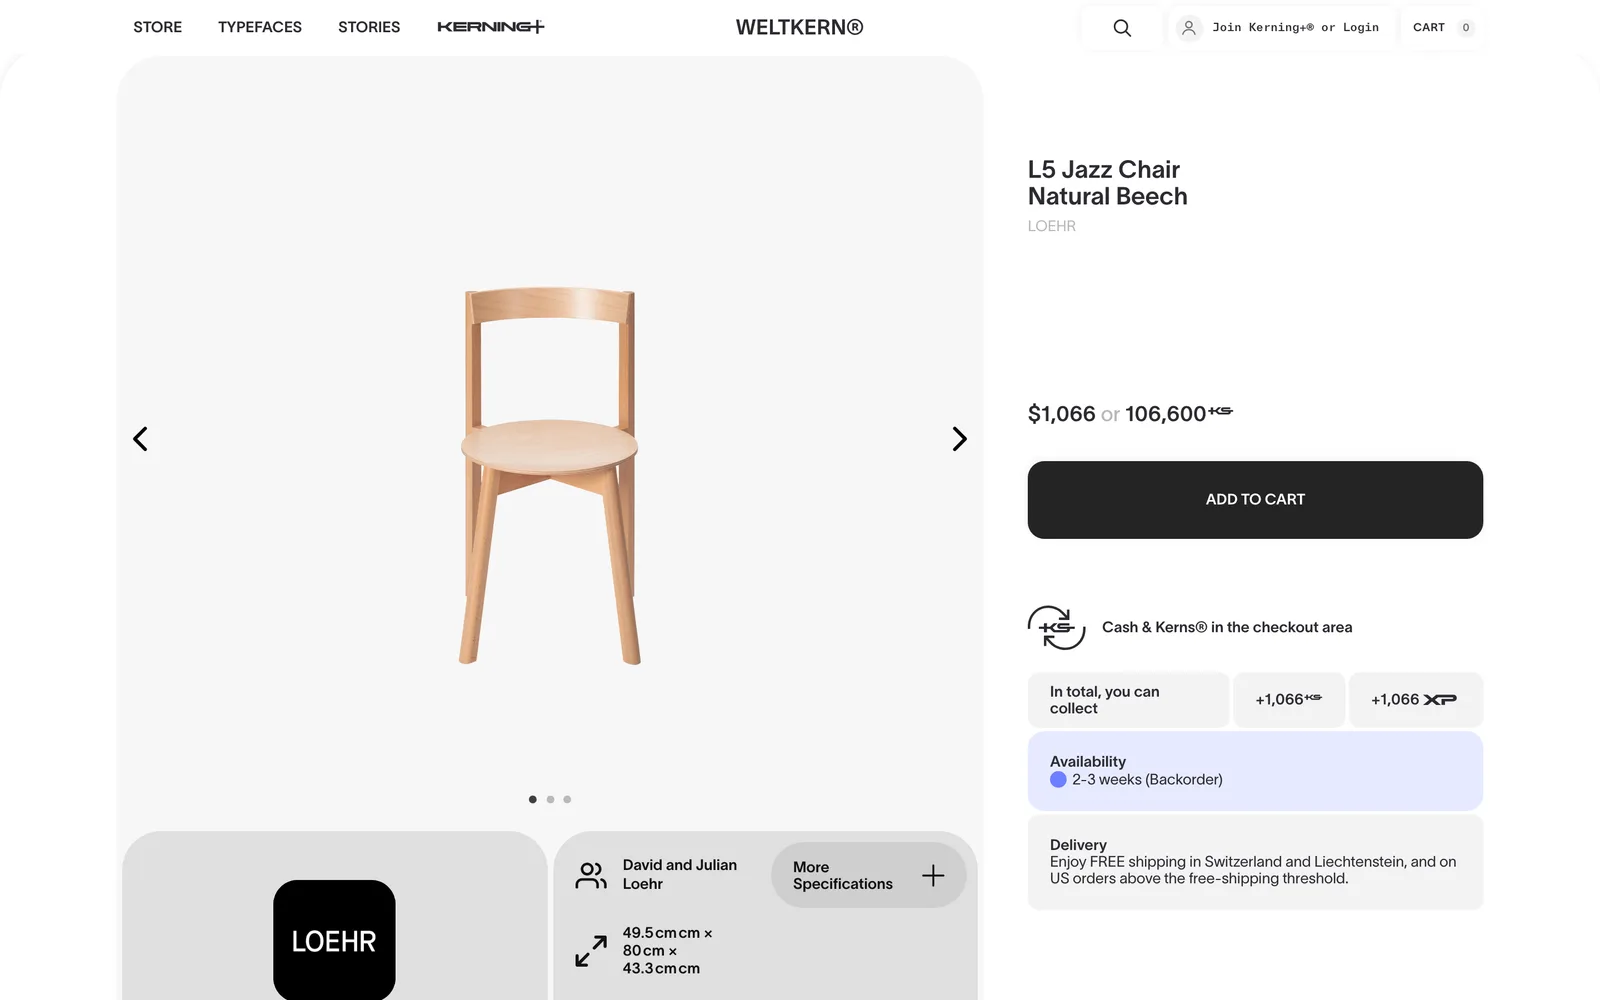 STORE
TYPEFACES
STORIES
KERNING+
WELTKERN®
Join Kerning+® or Login
CART 0
L5 Jazz Chair
Natural Beech
LOEHR
$1,066 or 106,600 KS
ADD TO CART
KS
Cash & Kerns® in the checkout area
In total, you can
collect
+1,066 KS
+1,066 XP
Availability
2-3 weeks (Backorder)
Delivery
Enjoy FREE shipping in Switzerland and Liechtenstein, and on
US orders above the free-shipping threshold.
LOEHR
David and Julian
Loehr
More
Specifications
49.5 cm cm ×
80 cm ×
43.3 cm cm